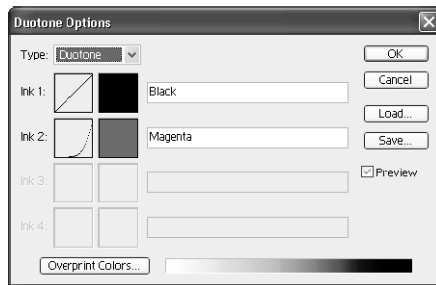 Duotone Options
Type: Duotone
OK
Cancel
Ink 1: Black
Load...
Ink 2: Magenta
Save...
Preview
Ink 3:
Ink 4:
Overprint Colors...